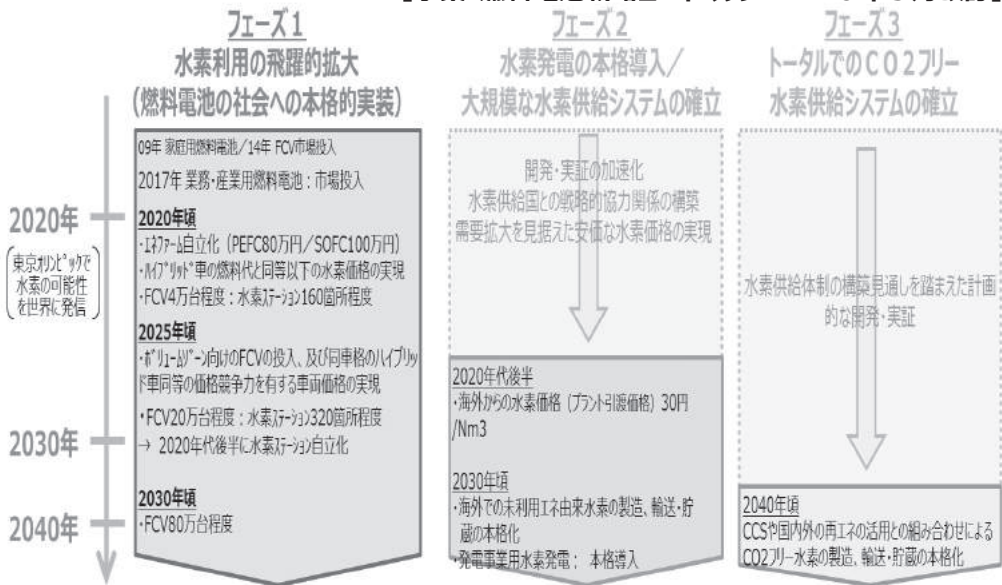 フェーズ1
水素利用の飛躍的拡大
(燃料電池の社会への本格的実装)
09年 家庭用燃料電池/14年 FCV市場投入
2017年 業務・産業用燃料電池:市場投入
2020年頃
・エネファーム自立化(PEFC80万円/SOFC100万円)
・ハイブリッド車の燃料代と同等以下の水素価格の実現
・FCV4万台程度:水素ステーション160箇所程度
2025年頃
・ボリュームゾーン向けのFCVの投入、及び同車格のハイブリッ
ド車同等の価格競争力を有する車両価格の実現
・FCV20万台程度:水素ステーション320箇所程度
→ 2020年代後半に水素ステーション自立化
2030年頃
・FCV80万台程度
フェーズ2
水素発電の本格導入/
大規模な水素供給システムの確立
開発・実証の加速化
水素供給国との戦略的協力関係の構築
需要拡大を見据えた安価な水素価格の実現
2020年代後半
・海外からの水素価格(プラント引渡価格)30円
/Nm3
2030年頃
・海外での未利用エネ由来水素の製造、輸送・貯
蔵の本格化
・発電事業用水素発電: 本格導入
フェーズ3
トータルでのCO2フリー
水素供給システムの確立
水素供給体制の構築見通しを踏まえた計画
的な開発・実証
2040年頃
CCSや国内外の再エネの活用との組み合わせによる
CO2フリー水素の製造、輸送・貯蔵の本格化
2020年
東京オリンピックで
水素の可能性
を世界に発信
2030年
2040年